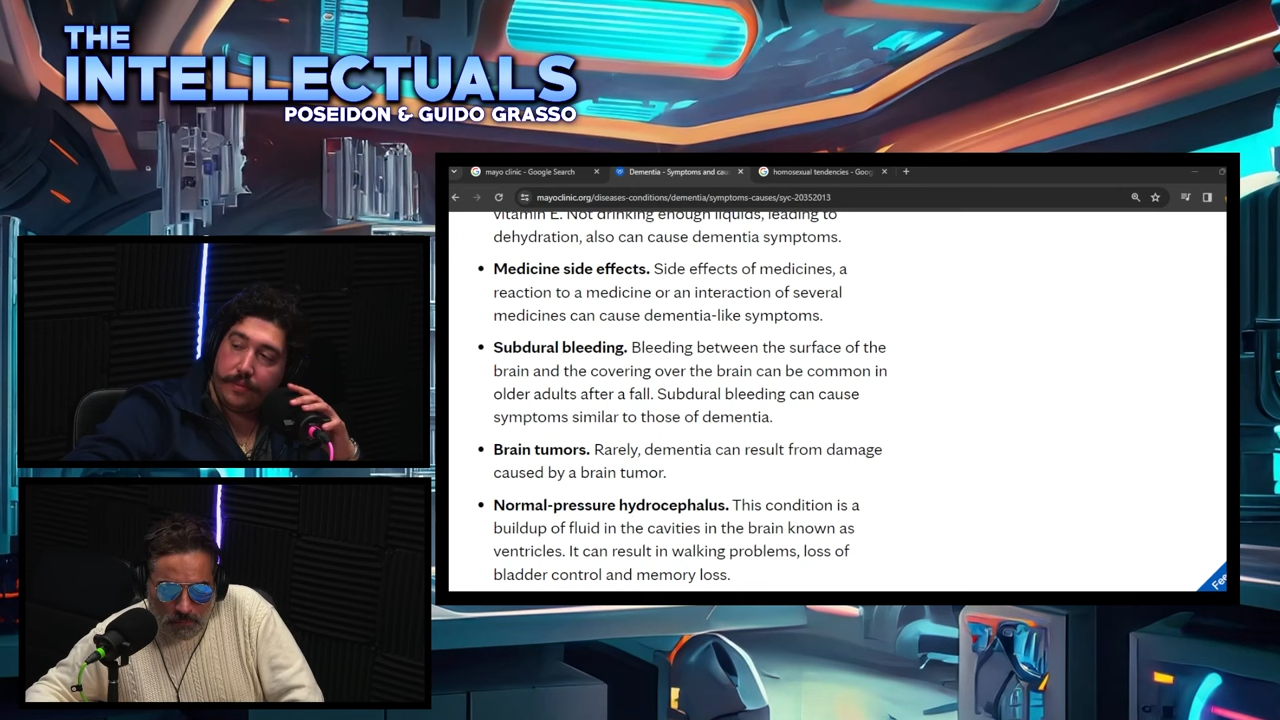 THE
INTELLECTUALS
POSEIDON & GUIDO GRASSO
mayo clinic - Google Search
Dementia - Symptoms and cau
homosexual tendencies - Goog
mayoclinic.org/diseases-conditions/dementia/symptoms-causes/syc-20352013
vitamin E. Not drinking enough liquids, leading to
dehydration, also can cause dementia symptoms.
• Medicine side effects. Side effects of medicines, a
reaction to a medicine or an interaction of several
medicines can cause dementia-like symptoms.
• Subdural bleeding. Bleeding between the surface of the
brain and the covering over the brain can be common in
older adults after a fall. Subdural bleeding can cause
symptoms similar to those of dementia.
• Brain tumors. Rarely, dementia can result from damage
caused by a brain tumor.
• Normal-pressure hydrocephalus. This condition is a
buildup of fluid in the cavities in the brain known as
ventricles. It can result in walking problems, loss of
bladder control and memory loss.
Fee